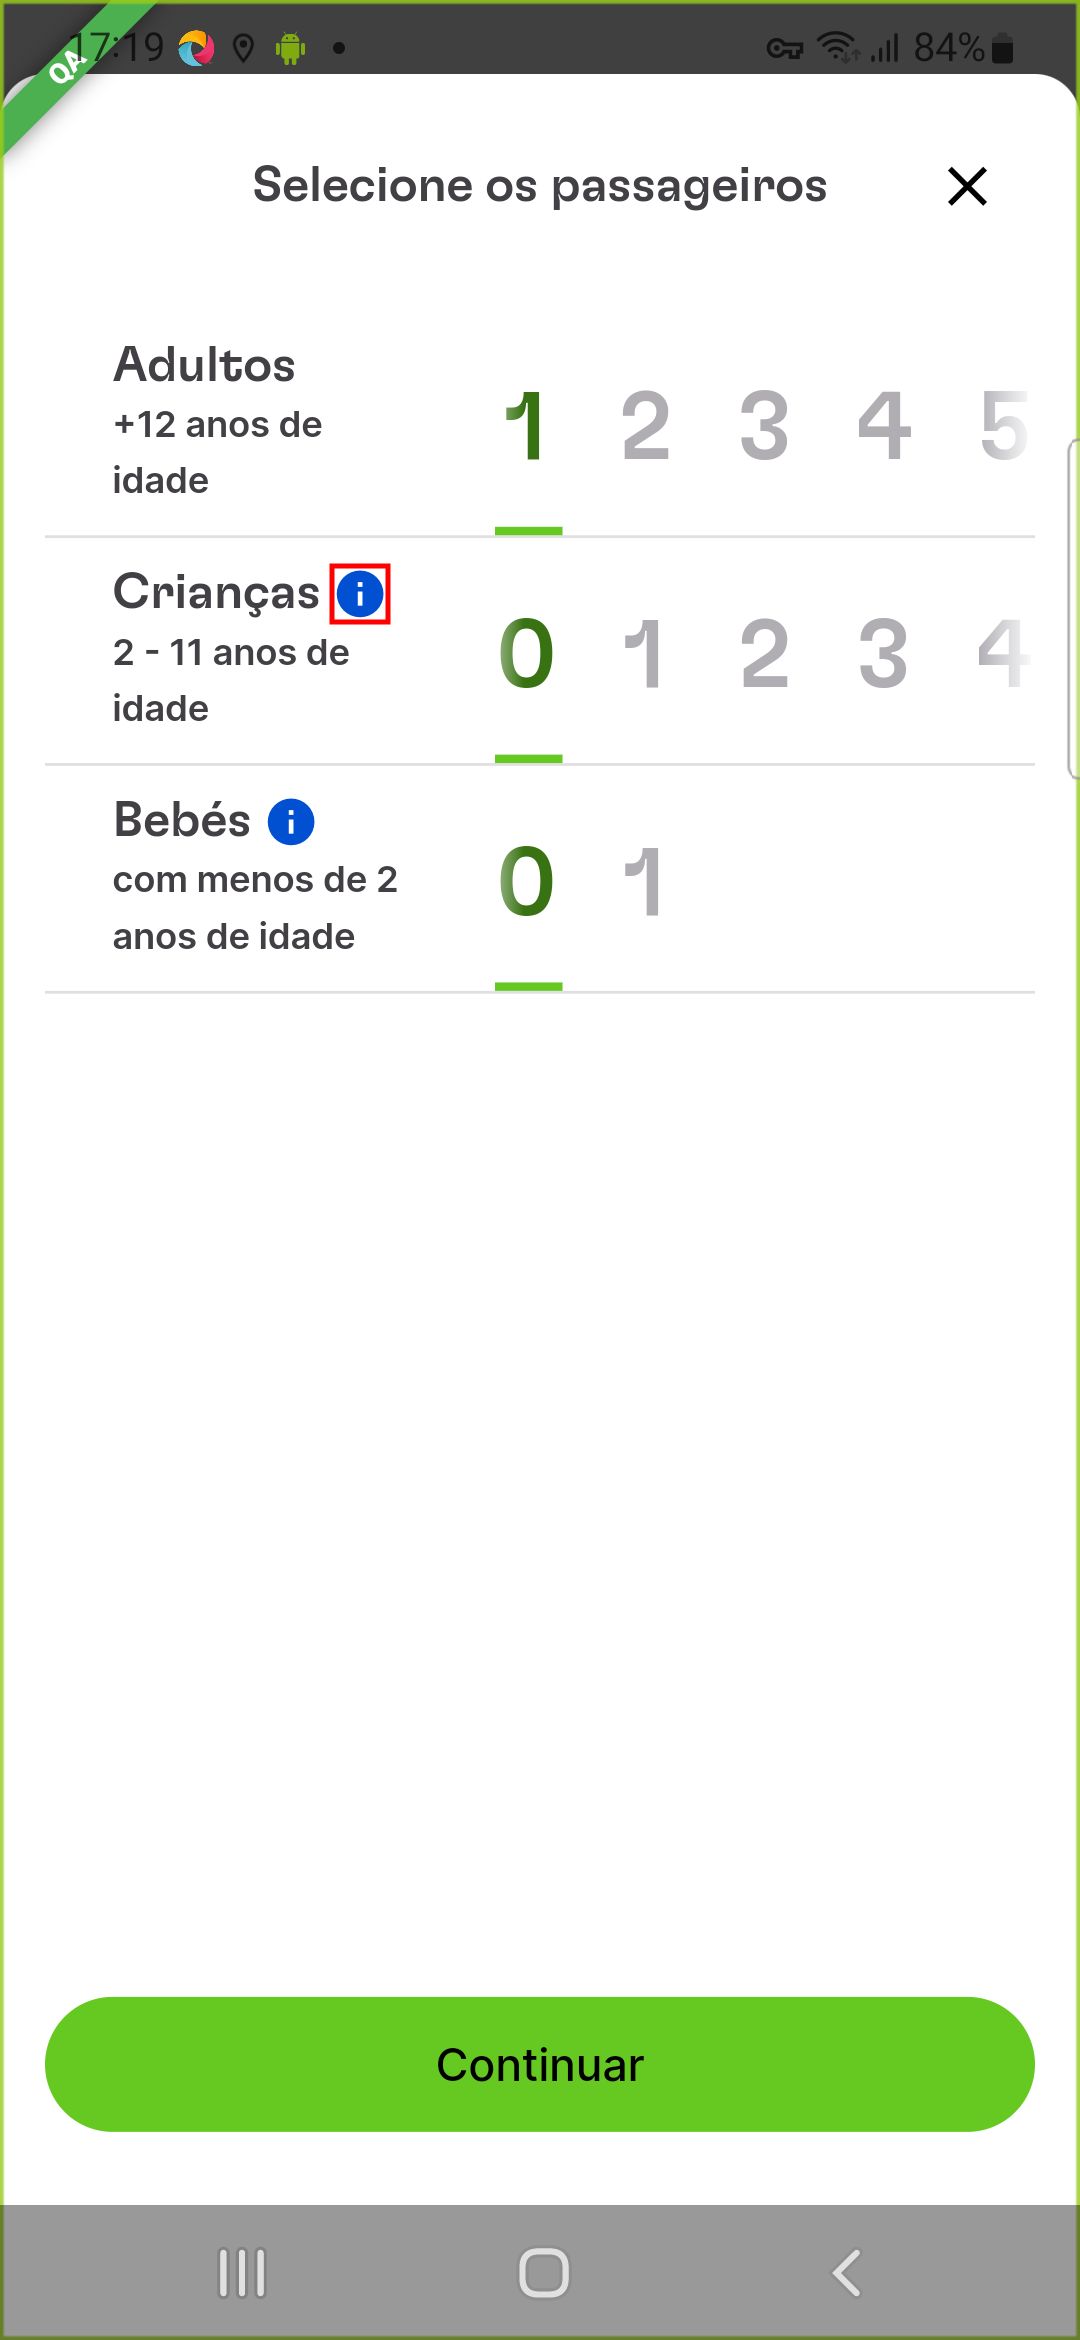 17:19
84%
QA
Selecione os passageiros
Adultos
+12 anos de
idade
1 2 3 4 5
Crianças i
2 - 11 anos de
idade
0 1 2 3 4
Bebés i
com menos de 2
anos de idade
0 1
Continuar